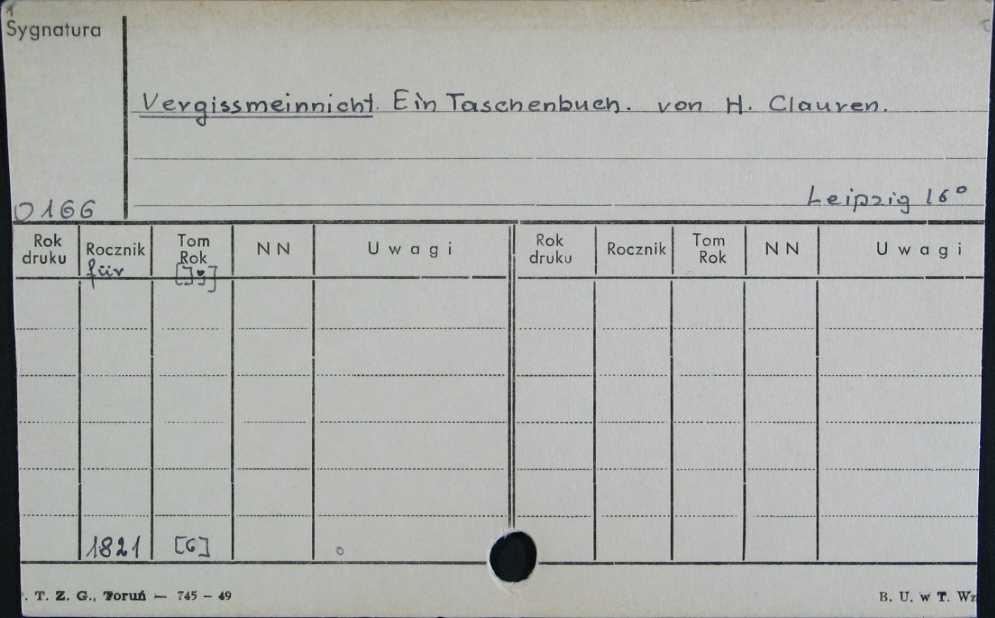 Sygnatura
Vergissmeinnicht. Ein Taschenbuch. von H. Clauren.
O 166
Leipzig 16°
Rok druku Rocznik Tom Rok NN Uwagi Rok druku Rocznik Tom Rok NN Uwagi
für
1821 [6]
T. Z. G., Toruń — 745 – 49
B. U. w T.